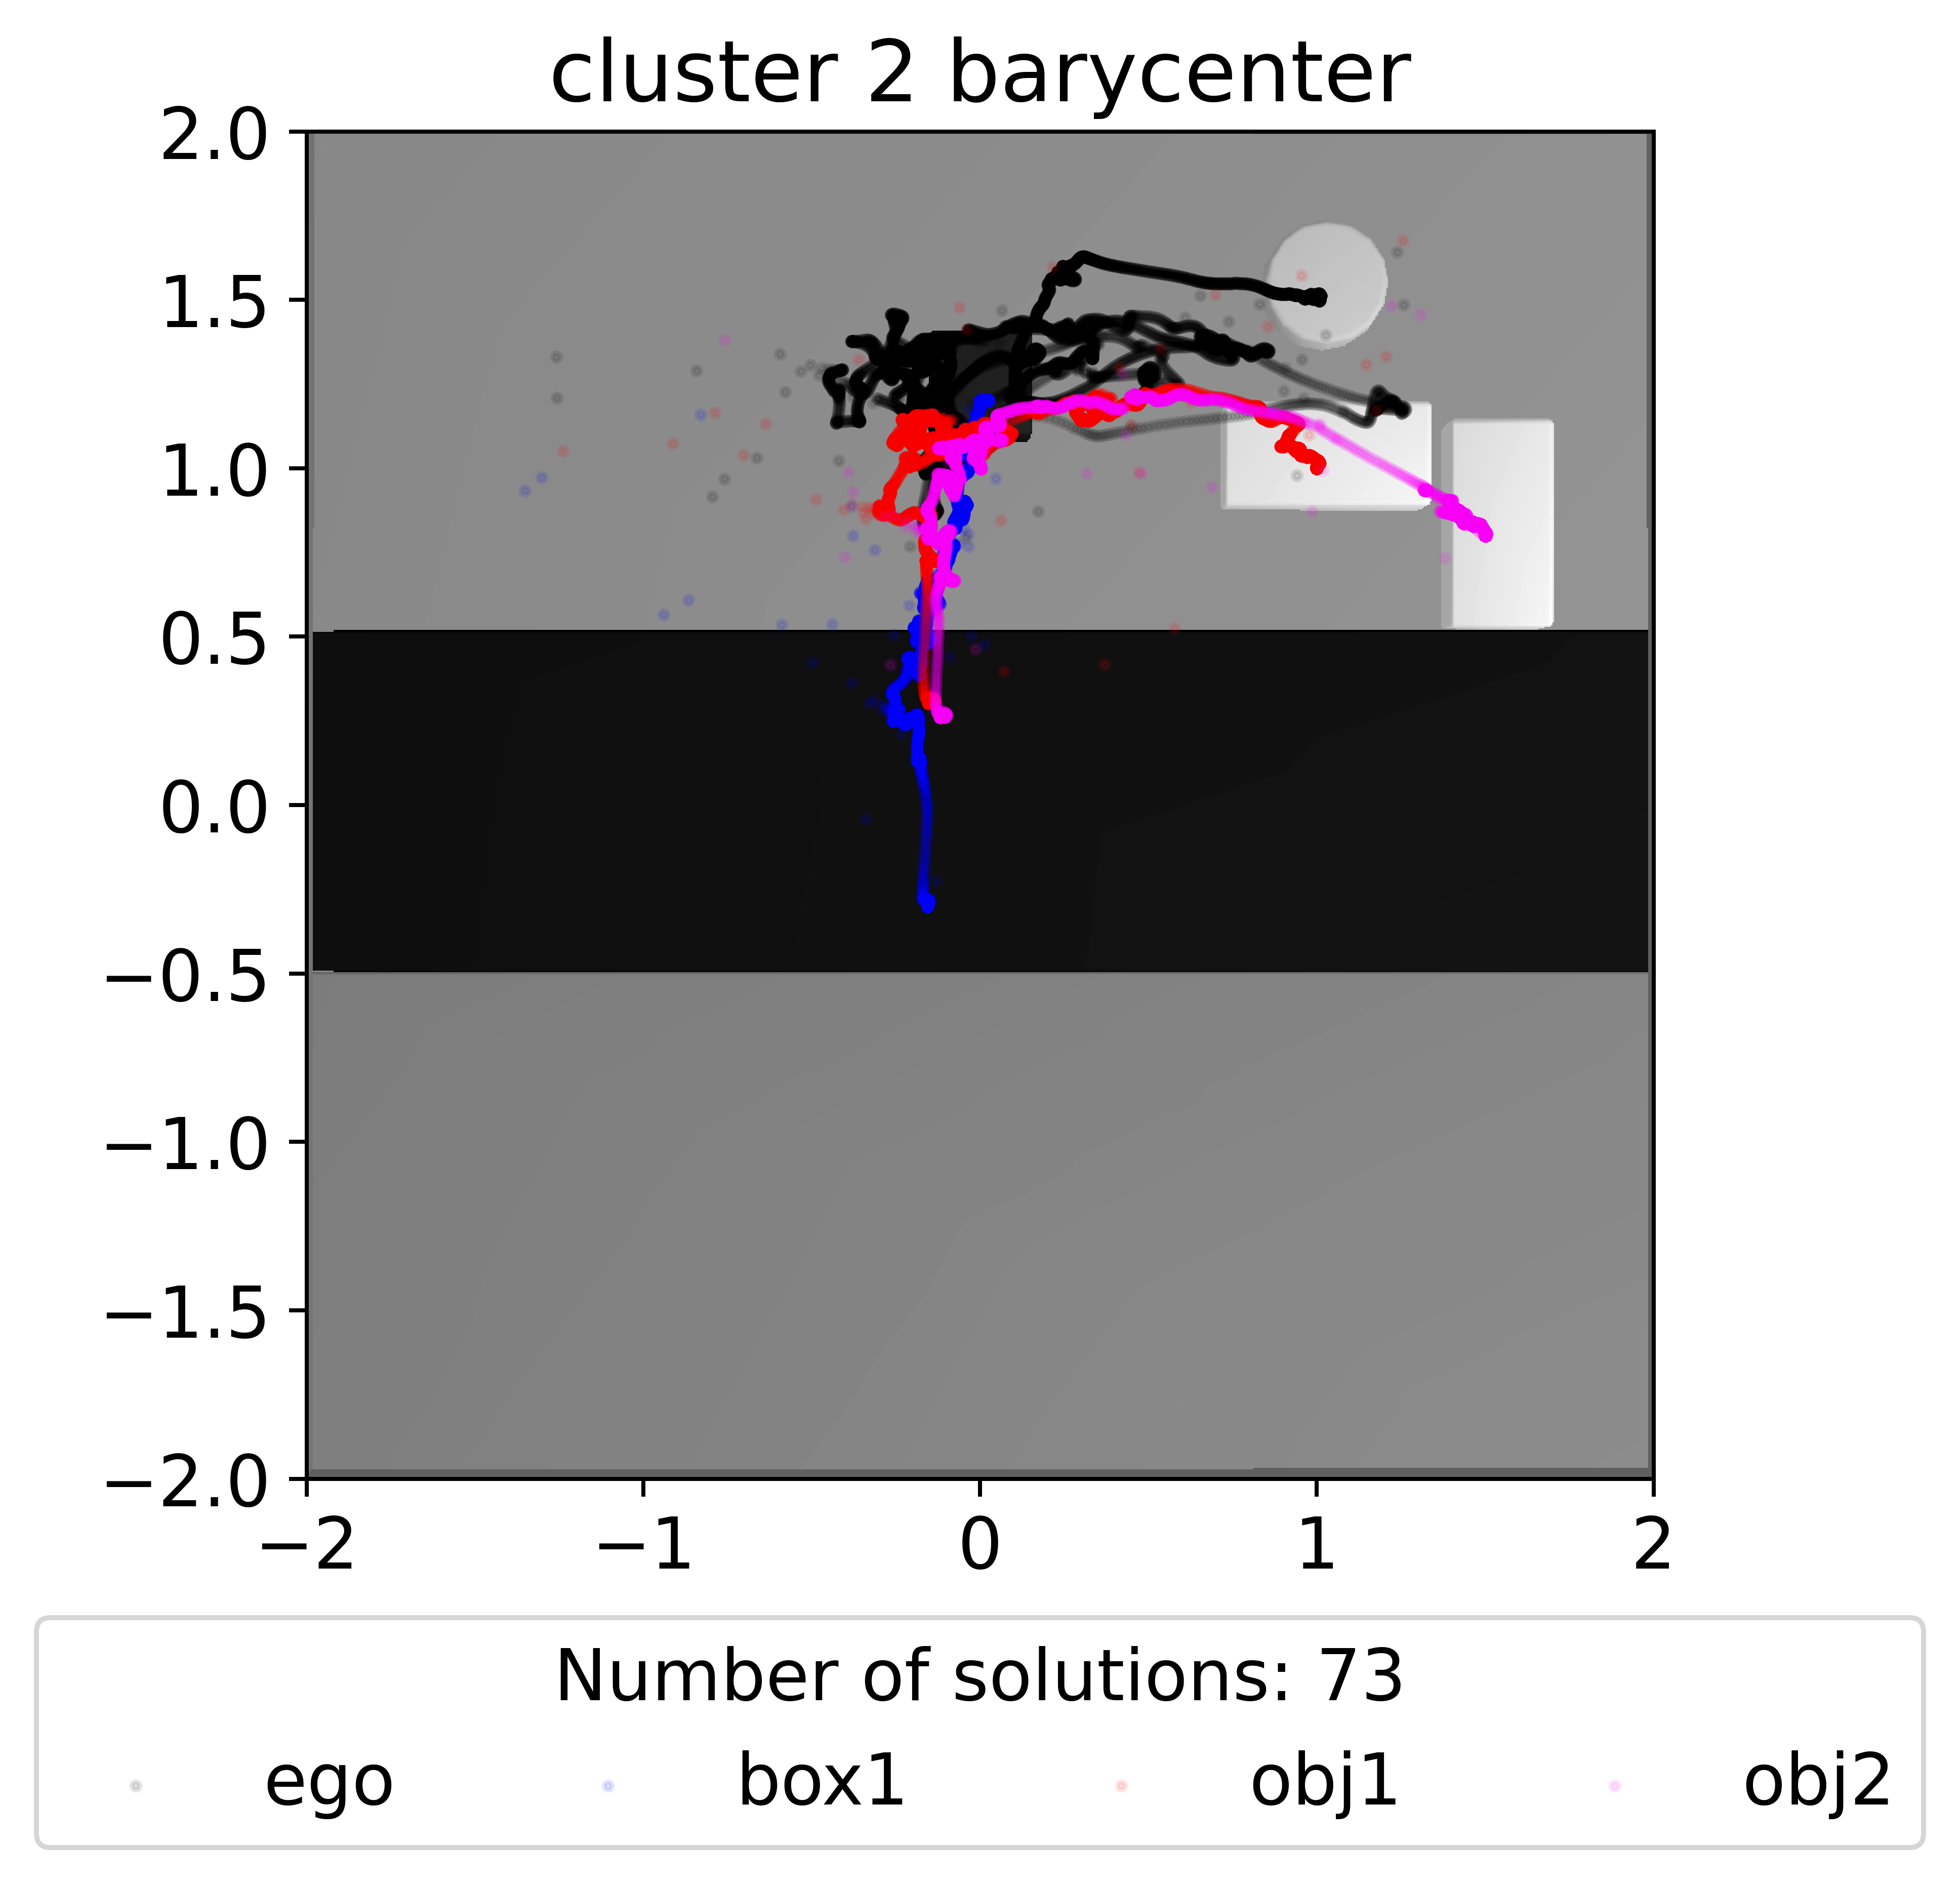 cluster 2 barycenter
2.0
1.5
1.0
0.5
0.0
−0.5
−1.0
−1.5
−2.0
−2 −1 0 1 2
Number of solutions: 73
ego box1 obj1 obj2